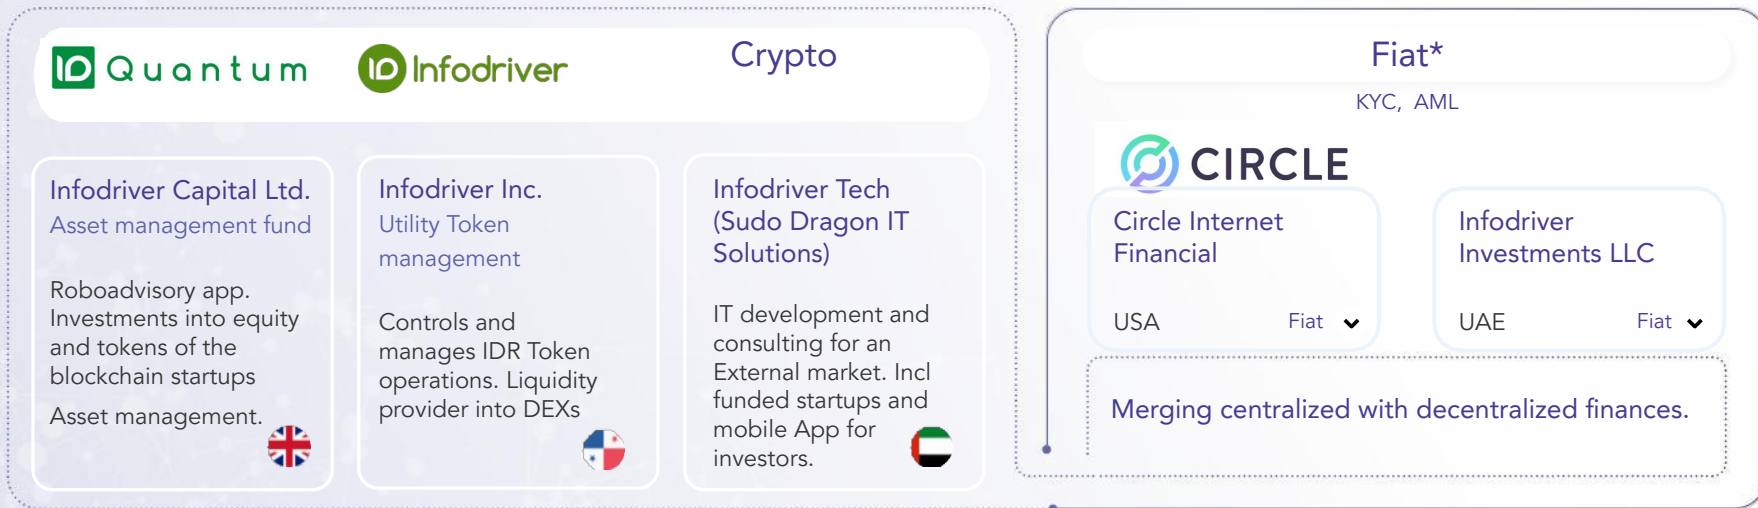 Quantum
Infodriver
Crypto
Infodriver Capital Ltd.
Asset management fund
Roboadvisory app.
Investments into equity
and tokens of the
blockchain startups
Asset management.
Infodriver Inc.
Utility Token
management
Controls and
manages IDR Token
operations. Liquidity
provider into DEXs
Infodriver Tech
(Sudo Dragon IT
Solutions)
IT development and
consulting for an
External market. Incl
funded startups and
mobile App for
investors.
Fiat*
KYC, AML
CIRCLE
Circle Internet
Financial
USA Fiat
Infodriver
Investments LLC
UAE Fiat
Merging centralized with decentralized finances.